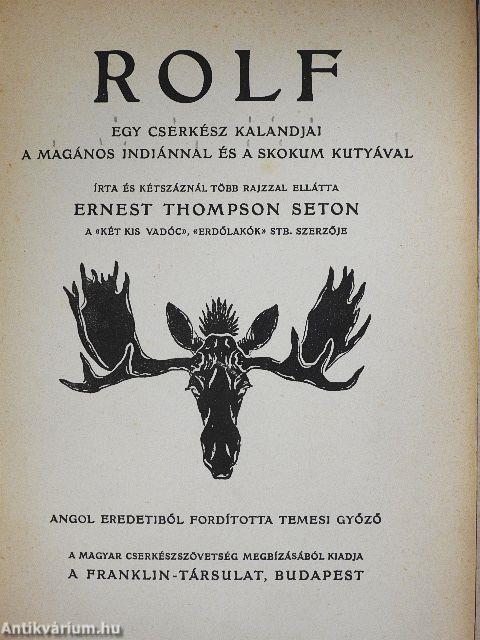 ROLF
EGY CSERKÉSZ KALANDJAI
A MAGÁNOS INDIÁNNAL ÉS A SKOKUM KUTYÁVAL
ÍRTA ÉS KÉTSZÁZNÁL TÖBB RAJZZAL ELLÁTTA
ERNEST THOMPSON SETON
A «KÉT KIS VADÓC», «ERDŐLAKÓK» STB. SZERZŐJE
ANGOL EREDETIBŐL FORDÍTOTTA TEMESI GYŐZŐ
A MAGYAR CSERKÉSZSZÖVETSÉG MEGBÍZÁSÁBÓL KIADJA
A FRANKLIN-TÁRSULAT, BUDAPEST
Antikvárium.hu